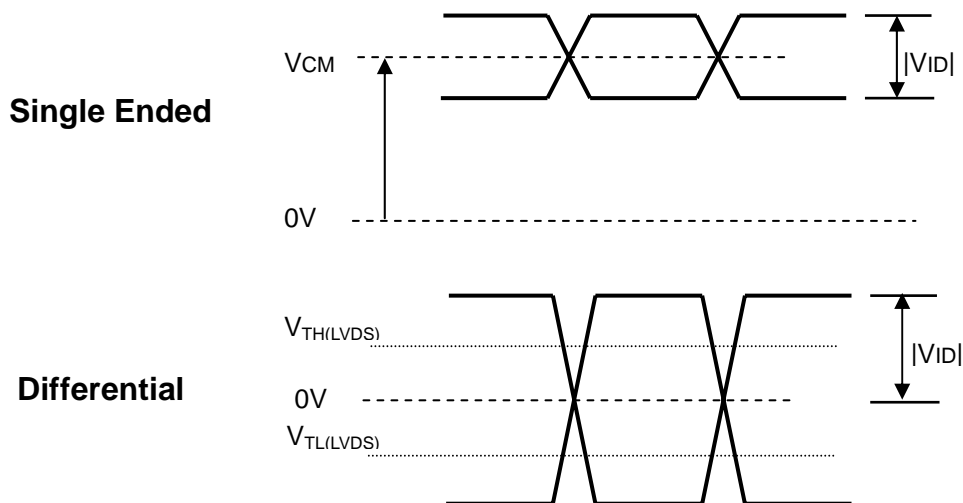 VCM
|VID|
Single Ended
0V
VTH(LVDS)
|VID|
Differential
0V
VTL(LVDS)